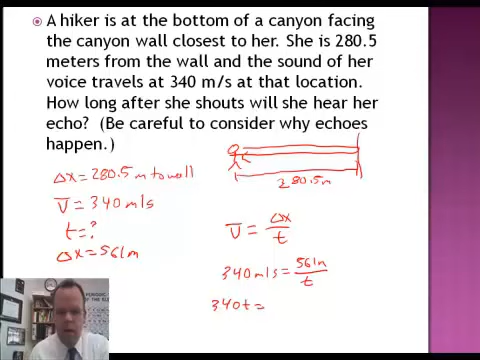 A hiker is at the bottom of a canyon facing
the canyon wall closest to her. She is 280.5
meters from the wall and the sound of her
voice travels at 340 m/s at that location.
How long after she shouts will she hear her
echo? (Be careful to consider why echoes
happen.)
Δx = 280.5 m to wall
v̅ = 340 m/s
t = ?
Δx = 561 m
280.5m
v̅ = Δx / t
340 m/s = 561m / t
340t =